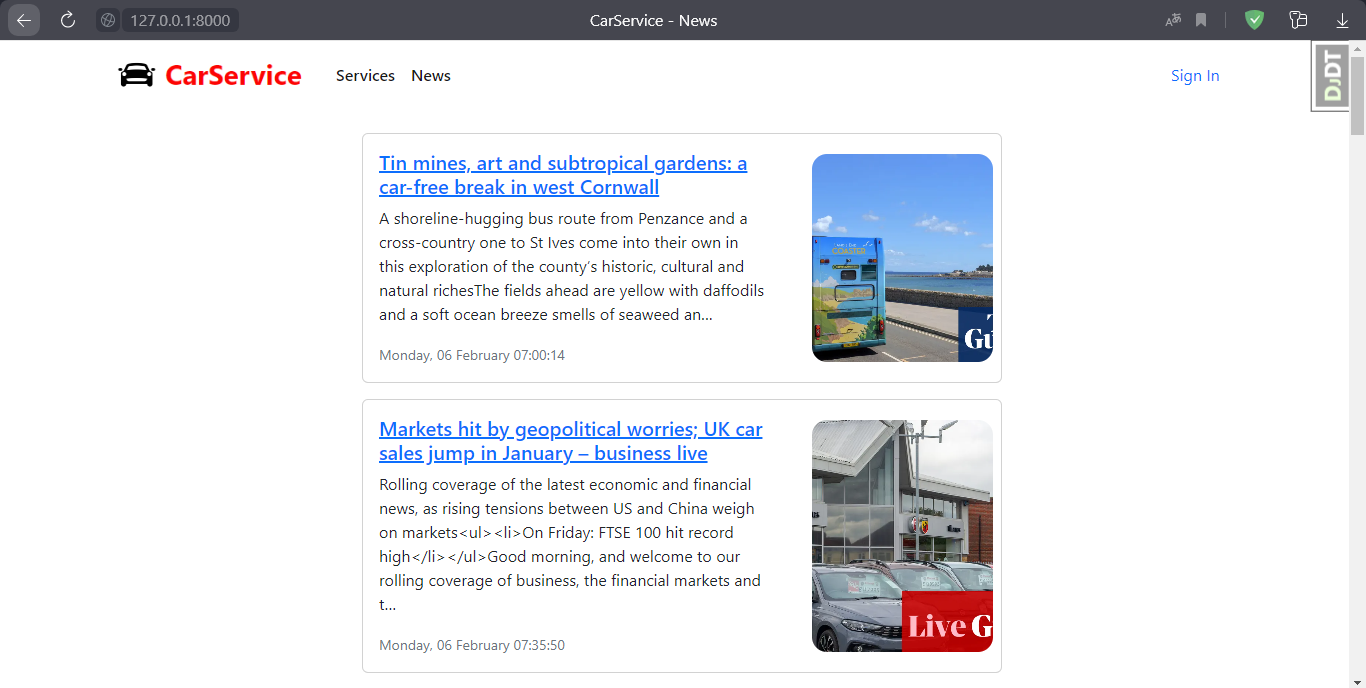 127.0.0.1:8000
CarService - News
CarService
Services
News
Sign In
DJDT
Tin mines, art and subtropical gardens: a
car-free break in west Cornwall
A shoreline-hugging bus route from Penzance and a
cross-country one to St Ives come into their own in
this exploration of the county’s historic, cultural and
natural richesThe fields ahead are yellow with daffodils
and a soft ocean breeze smells of seaweed an...
Monday, 06 February 07:00:14
COASTER
Gu
Markets hit by geopolitical worries; UK car
sales jump in January – business live
Rolling coverage of the latest economic and financial
news, as rising tensions between US and China weigh
on markets<ul><li>On Friday: FTSE 100 hit record
high</li></ul>Good morning, and welcome to our
rolling coverage of business, the financial markets and
t...
Monday, 06 February 07:35:50
Live G